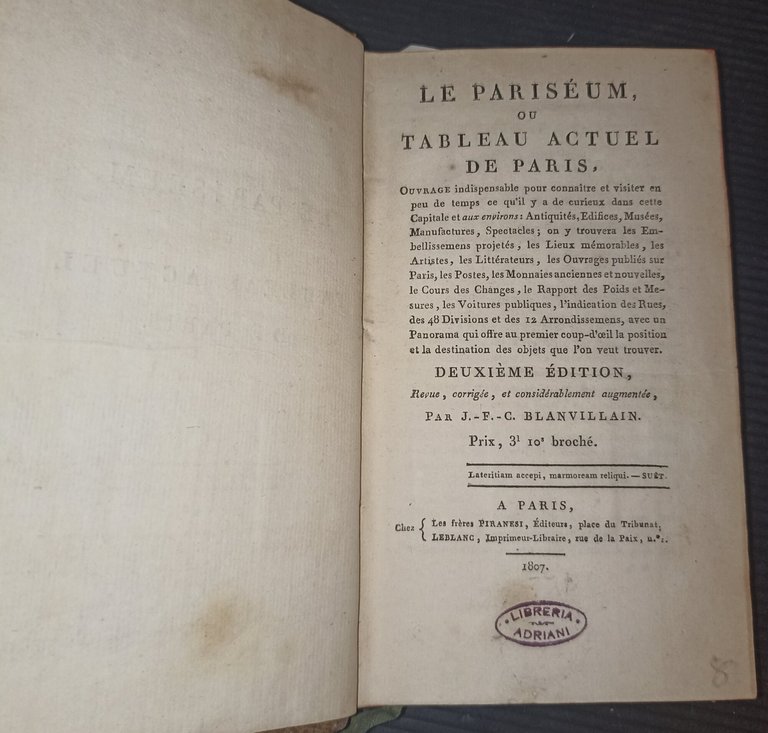 LE PARISÉUM,
OU
TABLEAU ACTUEL
DE PARIS,
OUVRAGE indispensable pour connaître et visiter en
peu de temps ce qu'il y a de curieux dans cette
Capitale et aux environs : Antiquités, Edifices, Musées,
Manufactures, Spectacles ; on y trouvera les Em-
bellissemens projetés, les Lieux mémorables, les
Artistes, les Littérateurs, les Ouvrages publiés sur
Paris, les Postes, les Monnaies anciennes et nouvelles,
le Cours des Changes, le Rapport des Poids et Me-
sures, les Voitures publiques, l'indication des Rues,
des 48 Divisions et des 12 Arrondissemens, avec un
Panorama qui offre au premier coup-d'œil la position
et la destination des objets que l'on veut trouver.
DEUXIÈME ÉDITION,
Revue, corrigée, et considérablement augmentée,
PAR J.-F.-C. BLANVILLAIN.
Prix, 3l 10s broché.
Lateritiam accepi, marmoream reliqui. — SUÉT.
A PARIS,
Chez { Les frères PIRANESI, Éditeurs, place du Tribunat;
LEBLANC, Imprimeur-Libraire, rue de la Paix,
1807.
LIBRERIA
ADRIANI
8